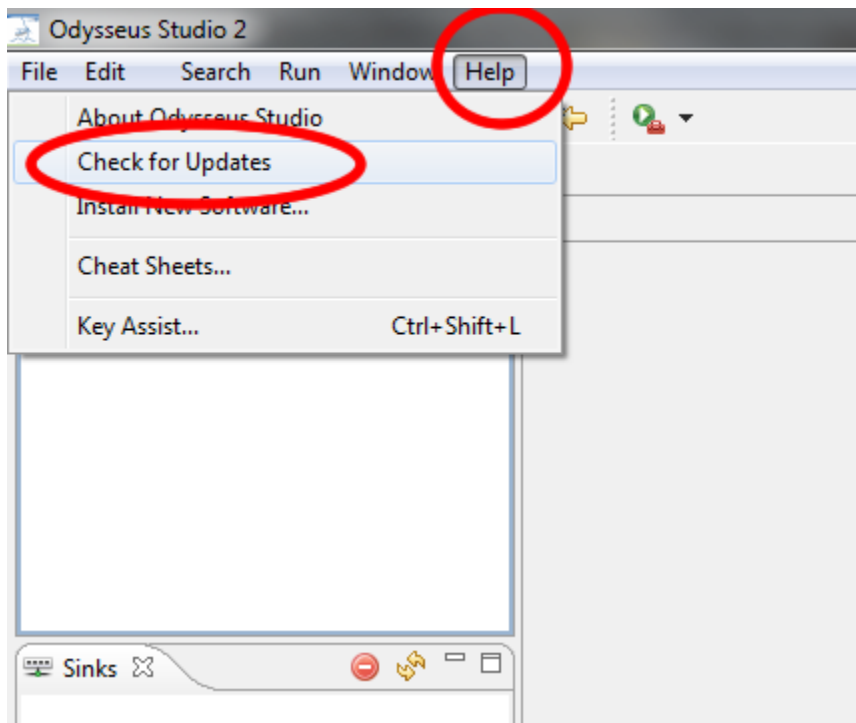 Odysseus Studio 2
File Edit Search Run Window Help
About Odysseus Studio
Check for Updates
Install New Software...
Cheat Sheets...
Key Assist... Ctrl+Shift+L
Sinks